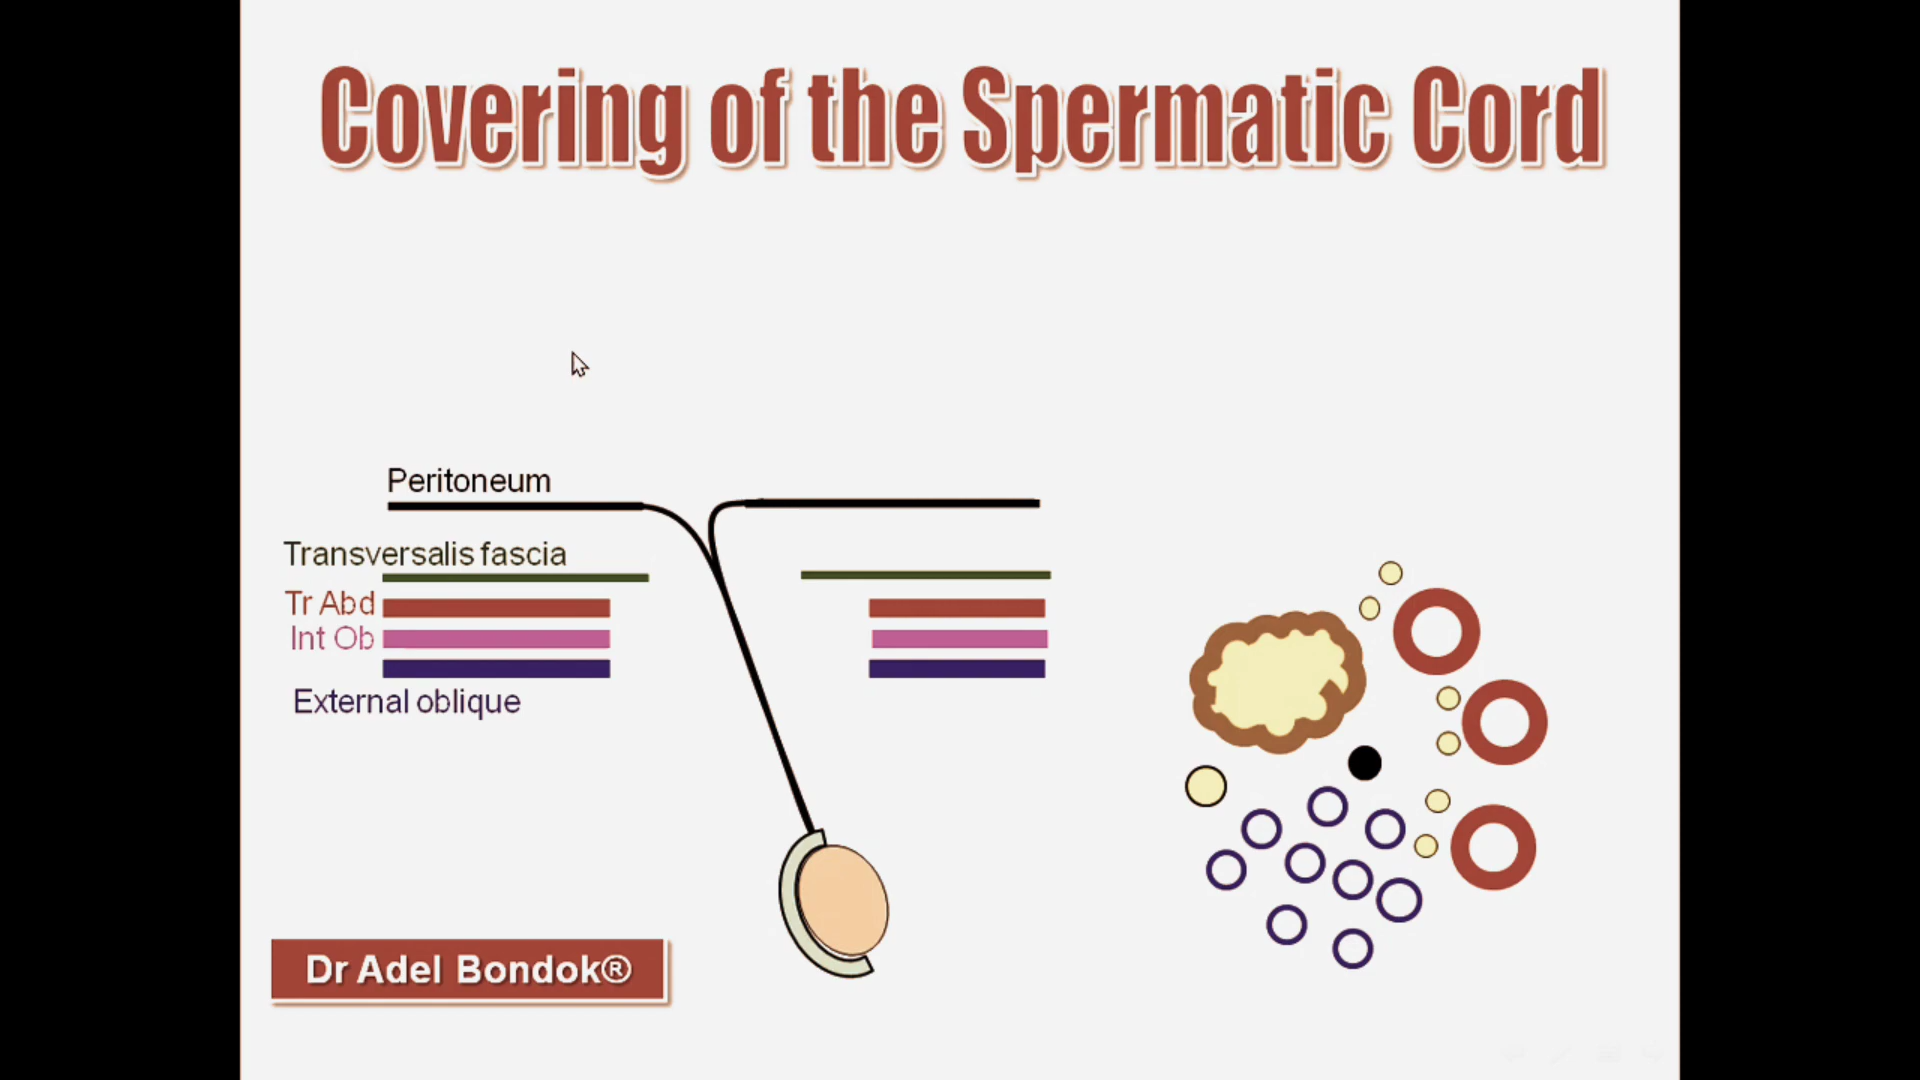 Covering of the Spermatic Cord
Peritoneum
Transversalis fascia
Tr Abd
Int Ob
External oblique
Dr Adel Bondok®